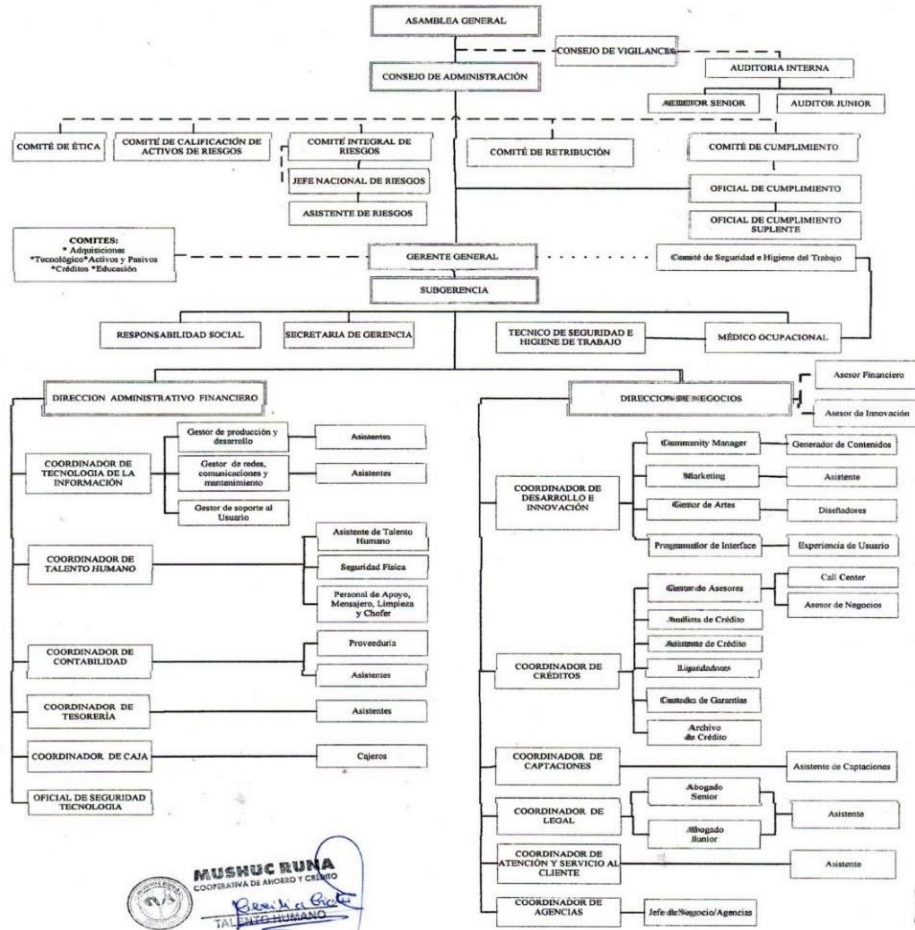 ASAMBLEA GENERAL
CONSEJO DE VIGILANCIA
AUDITORIA INTERNA
CONSEJO DE ADMINISTRACIÓN
AUDITOR SENIOR
AUDITOR JUNIOR
COMITÉ DE ÉTICA
COMITÉ DE CALIFICACIÓN DE
ACTIVOS DE RIESGOS
COMITÉ INTEGRAL DE
RIESGOS
COMITÉ DE RETRIBUCIÓN
COMITÉ DE CUMPLIMIENTO
JEFE NACIONAL DE RIESGOS
OFICIAL DE CUMPLIMIENTO
ASISTENTE DE RIESGOS
OFICIAL DE CUMPLIMIENTO
SUPLENTE
COMITES:
* Adquisiciones
*Tecnológico*Activos y Pasivos
*Créditos *Educación
GERENTE GENERAL
Comité de Seguridad e Higiene del Trabajo
SUBGERENCIA
RESPONSABILIDAD SOCIAL
SECRETARIA DE GERENCIA
TECNICO DE SEGURIDAD E
HIGIENE DE TRABAJO
MÉDICO OCUPACIONAL
DIRECCION ADMINISTRATIVO FINANCIERO
DIRECCION DE NEGOCIOS
Asesor Financiero
Asesor de Innovación
COORDINADOR DE
TECNOLOGIA DE LA
INFORMACIÓN
Gestor de producción y
desarrollo
Asistentes
Gestor de redes,
comunicaciones y
mantenimiento
Asistentes
Gestor de soporte al
Usuario
COORDINADOR DE
TALENTO HUMANO
Asistente de Talento
Humano
Seguridad Física
Personal de Apoyo,
Mensajero, Limpieza
y Chofer
COORDINADOR DE
CONTABILIDAD
Proveeduría
Asistentes
COORDINADOR DE
TESORERÍA
Asistentes
COORDINADOR DE CAJA
Cajeros
OFICIAL DE SEGURIDAD
TECNOLOGIA
COORDINADOR DE
DESARROLLO E
INNOVACIÓN
Community Manager
Generador de Contenidos
Marketing
Asistente
Gestor de Artes
Diseñadores
Programador de Interface
Experiencia de Usuario
COORDINADOR DE
CRÉDITOS
Gestor de Asesores
Call Center
Asesor de Negocios
Analista de Crédito
Asistente de Crédito
Liquidadores
Custodia de Garantías
Archivo
de Crédito
COORDINADOR DE
CAPTACIONES
Asistente de Captaciones
COORDINADOR DE
LEGAL
Abogado
Senior
Abogado
Junior
Asistente
COORDINADOR DE
ATENCIÓN Y SERVICIO AL
CLIENTE
Asistente
COORDINADOR DE
AGENCIAS
Jefe de Negocio/Agencias
MUSHUC RUNA
COOPERATIVA DE AHORRO Y CRÉDITO
TALENTO HUMANO